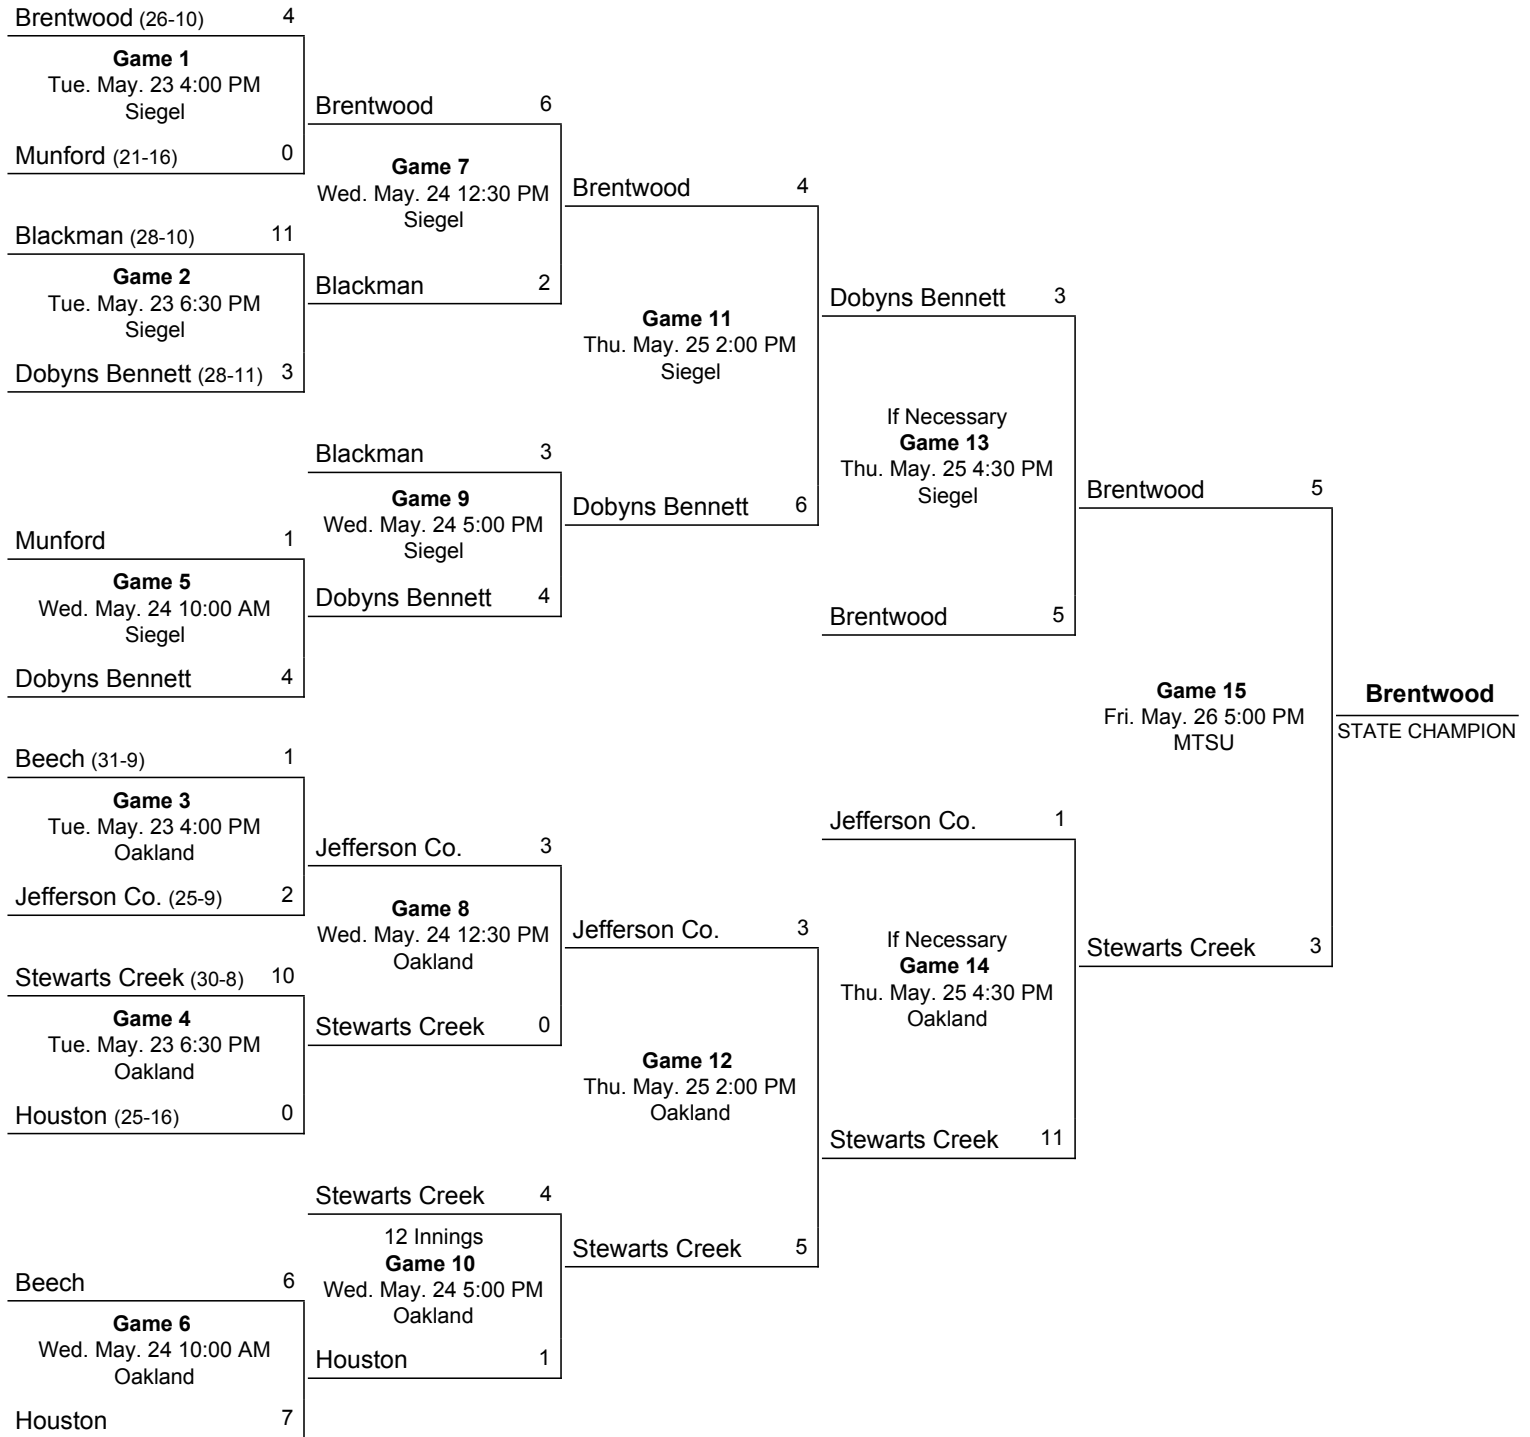 Brentwood (26-10) 4
Game 1
Tue. May. 23 4:00 PM
Siegel
Munford (21-16) 0
Blackman (28-10) 11
Game 2
Tue. May. 23 6:30 PM
Siegel
Dobyns Bennett (28-11) 3
Munford 1
Game 5
Wed. May. 24 10:00 AM
Siegel
Dobyns Bennett 4
Beech (31-9) 1
Game 3
Tue. May. 23 4:00 PM
Oakland
Jefferson Co. (25-9) 2
Stewarts Creek (30-8) 10
Game 4
Tue. May. 23 6:30 PM
Oakland
Houston (25-16) 0
Beech 6
Game 6
Wed. May. 24 10:00 AM
Oakland
Houston 7
Brentwood 6
Game 7
Wed. May. 24 12:30 PM
Siegel
Blackman 2
Blackman 3
Game 9
Wed. May. 24 5:00 PM
Siegel
Dobyns Bennett 4
Jefferson Co. 3
Game 8
Wed. May. 24 12:30 PM
Oakland
Stewarts Creek 0
Stewarts Creek 4
12 Innings
Game 10
Wed. May. 24 5:00 PM
Oakland
Houston 1
Brentwood 4
Game 11
Thu. May. 25 2:00 PM
Siegel
Dobyns Bennett 6
Jefferson Co. 3
Game 12
Thu. May. 25 2:00 PM
Oakland
Stewarts Creek 5
Dobyns Bennett 3
If Necessary
Game 13
Thu. May. 25 4:30 PM
Siegel
Brentwood 5
Jefferson Co. 1
If Necessary
Game 14
Thu. May. 25 4:30 PM
Oakland
Stewarts Creek 11
Brentwood 5
Game 15
Fri. May. 26 5:00 PM
MTSU
Stewarts Creek 3
Brentwood
STATE CHAMPION